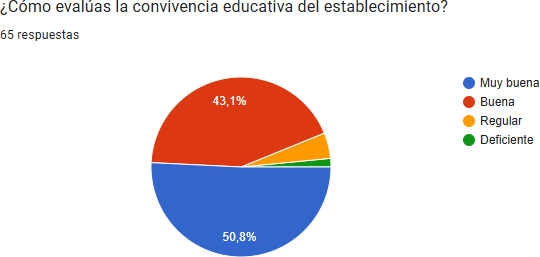 ¿Cómo evalúas la convivencia educativa del establecimiento?
65 respuestas
43,1%
50,8%
Muy buena
Buena
Regular
Deficiente